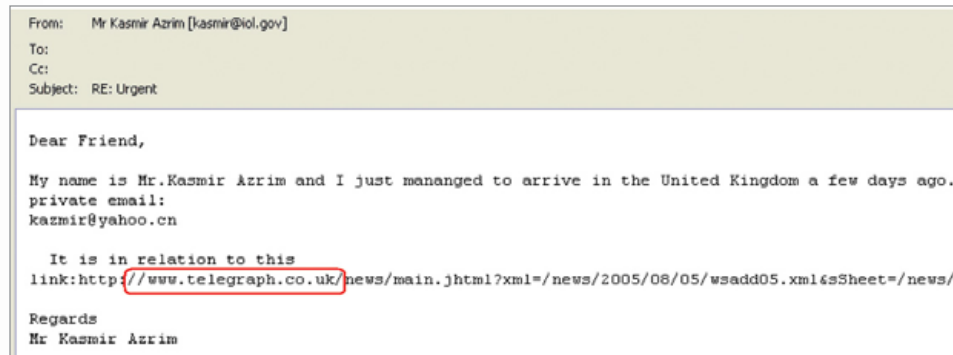 From: Mr Kasmir Azrim [kasmir@iol.gov]
To:
Cc:
Subject: RE: Urgent
Dear Friend,
My name is Mr.Kasmir Azrim and I just mananged to arrive in the United Kingdom a few days ago.
private email:
kazmir@yahoo.cn
It is in relation to this
link:http://www.telegraph.co.uk/news/main.jhtml?xml=/news/2005/08/05/wsadd05.xml&sSheet=/news/
Regards
Mr Kasmir Azrim